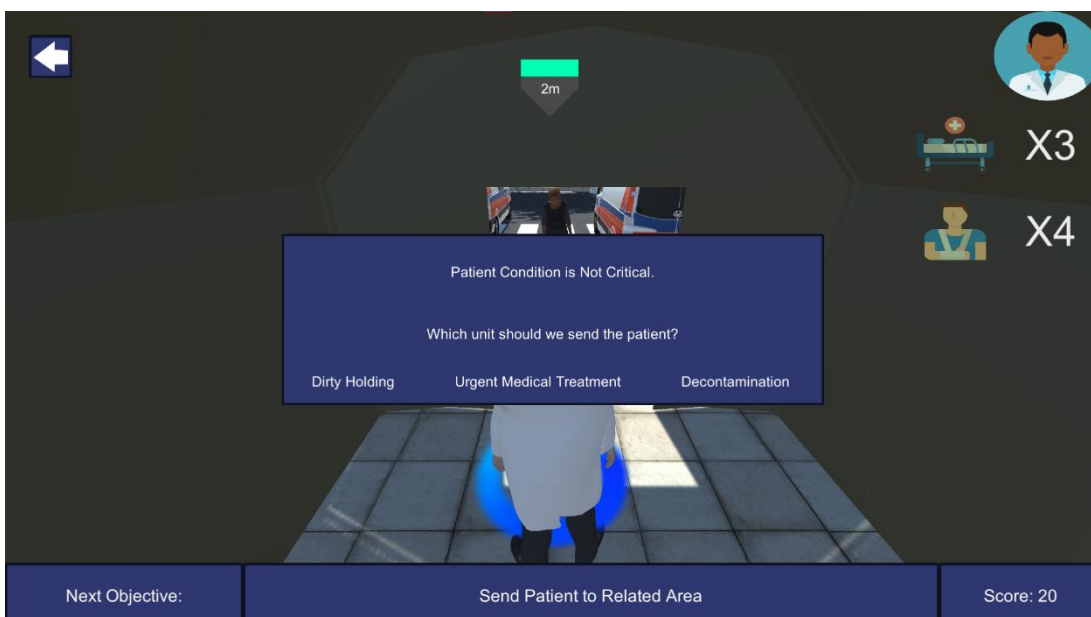 2m
X3
X4
Patient Condition is Not Critical.
Which unit should we send the patient?
Dirty Holding Urgent Medical Treatment Decontamination
Next Objective: Send Patient to Related Area Score: 20